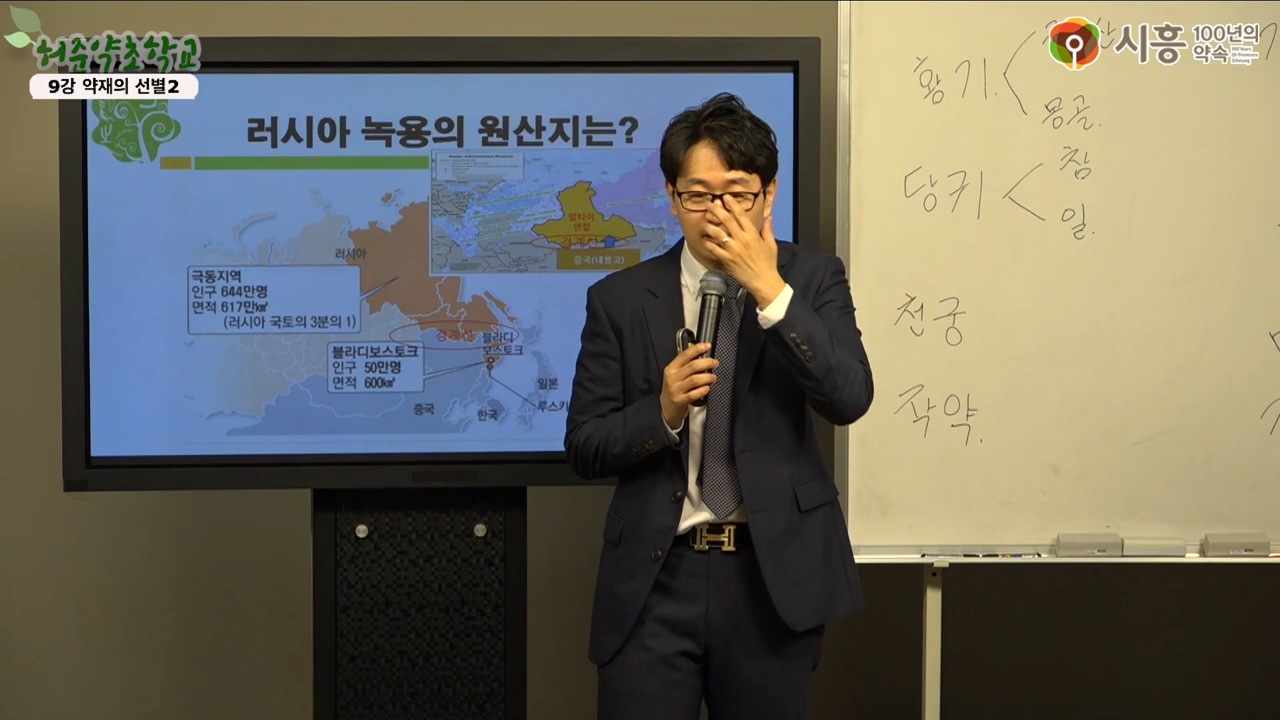 허준약초학교
9강 약재의 선별2
시흥 100년의 약속
러시아 녹용의 원산지는?
알타이
연합
경계선
중국(내몽고)
러시아
극동지역
인구 644만명
면적 617만㎢
(러시아 국토의 3분의 1)
경계선
블라디
보스토크
블라디보스토크
인구 50만명
면적 600㎢
일본
루스키
중국
한국
황기
몽골.
당귀
참
일.
천궁
작약.